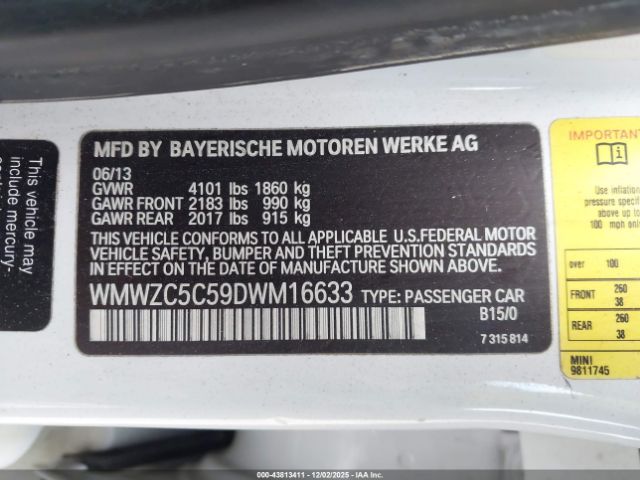 MFD BY BAYERISCHE MOTOREN WERKE AG
06/13
GVWR 4101 lbs 1860 kg
GAWR FRONT 2183 lbs 990 kg
GAWR REAR 2017 lbs 915 kg
THIS VEHICLE CONFORMS TO ALL APPLICABLE U.S.FEDERAL MOTOR
VEHICLE SAFETY, BUMPER AND THEFT PREVENTION STANDARDS
IN EFFECT ON THE DATE OF MANUFACTURE SHOWN ABOVE.
WMWZC5C59DWM16633 TYPE: PASSENGER CAR
B15/0
7 315 814
This vehicle may
include mercury-
IMPORTANT
Use inflation
pressure specif
above up to
100 mph only
over 100
FRONT 260
38
REAR 260
38
MINI
9811745
000-43813411 - 12/02/2025 - IAAI.CA